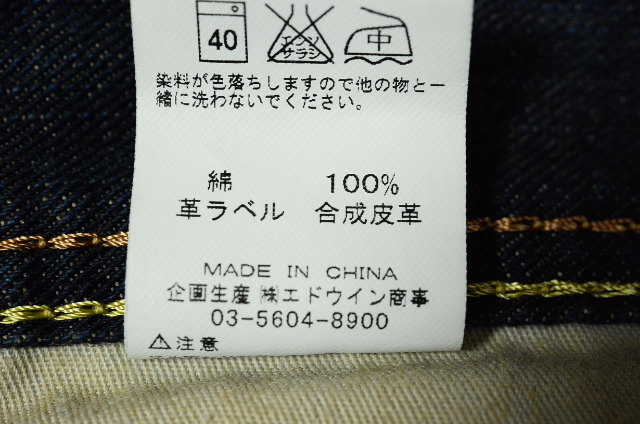 40 エンソ サラシ 中
染料が色落ちしますので他の物と一
緒に洗わないでください。
綿 100%
革ラベル 合成皮革
MADE IN CHINA
企画生産 ㈱エドウイン商事
03-5604-8900
⚠注意